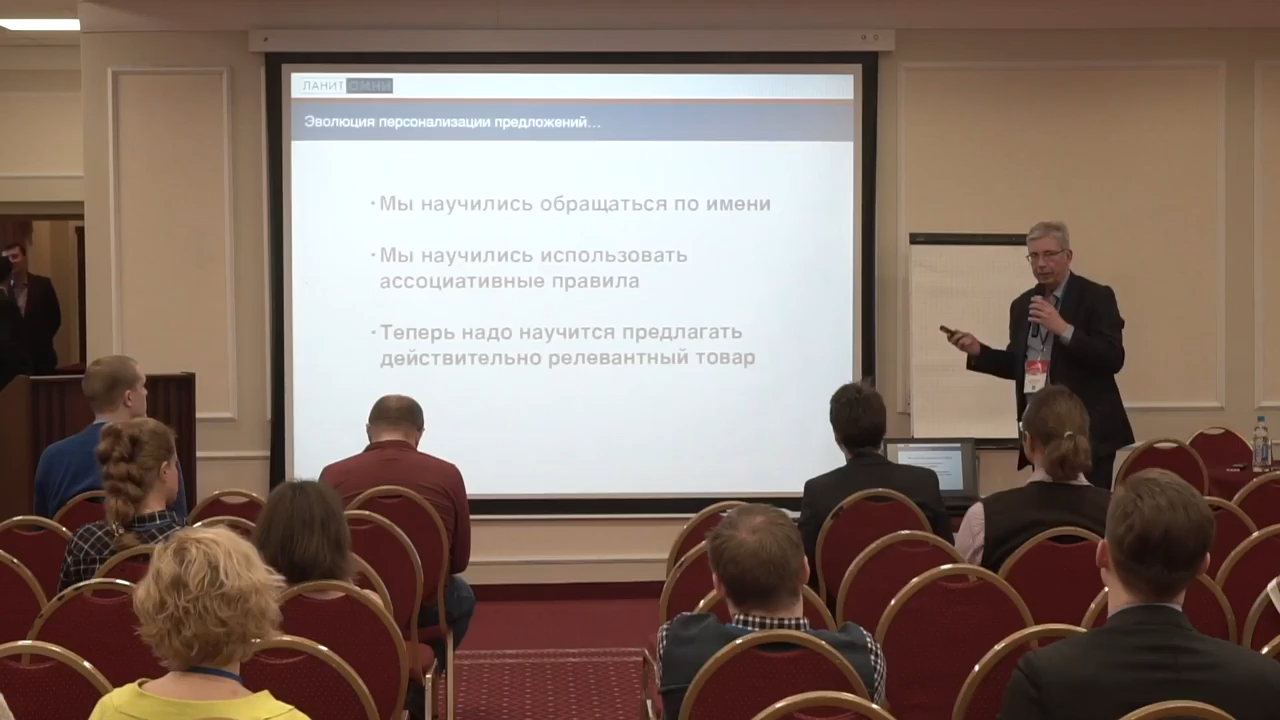 ЛАНИТ ОМНИ
Эволюция персонализации предложений...
· Мы научились обращаться по имени
· Мы научились использовать
ассоциативные правила
· Теперь надо научится предлагать
действительно релевантный товар